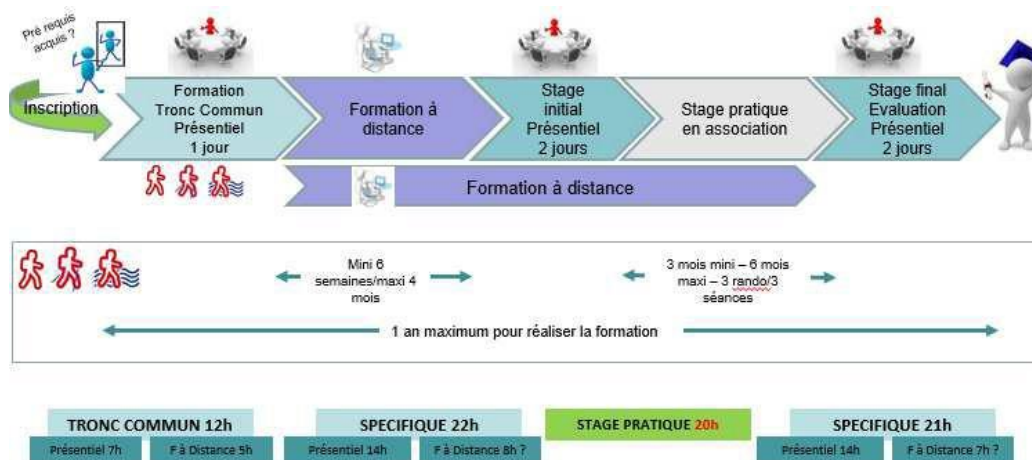 Pré requis
acquis ?
Inscription
Formation
Tronc Commun
Présentiel
1 jour
Formation à
distance
Stage
initial
Présentiel
2 jours
Stage pratique
en association
Stage final
Evaluation
Présentiel
2 jours
Formation à distance
Mini 6
semaines/maxi 4
mois
3 mois mini – 6 mois
maxi – 3 rando/3
séances
1 an maximum pour réaliser la formation
TRONC COMMUN 12h
Présentiel 7h
F à Distance 5h
SPECIFIQUE 22h
Présentiel 14h
F à Distance 8h ?
STAGE PRATIQUE 20h
SPECIFIQUE 21h
Présentiel 14h
F à Distance 7h ?